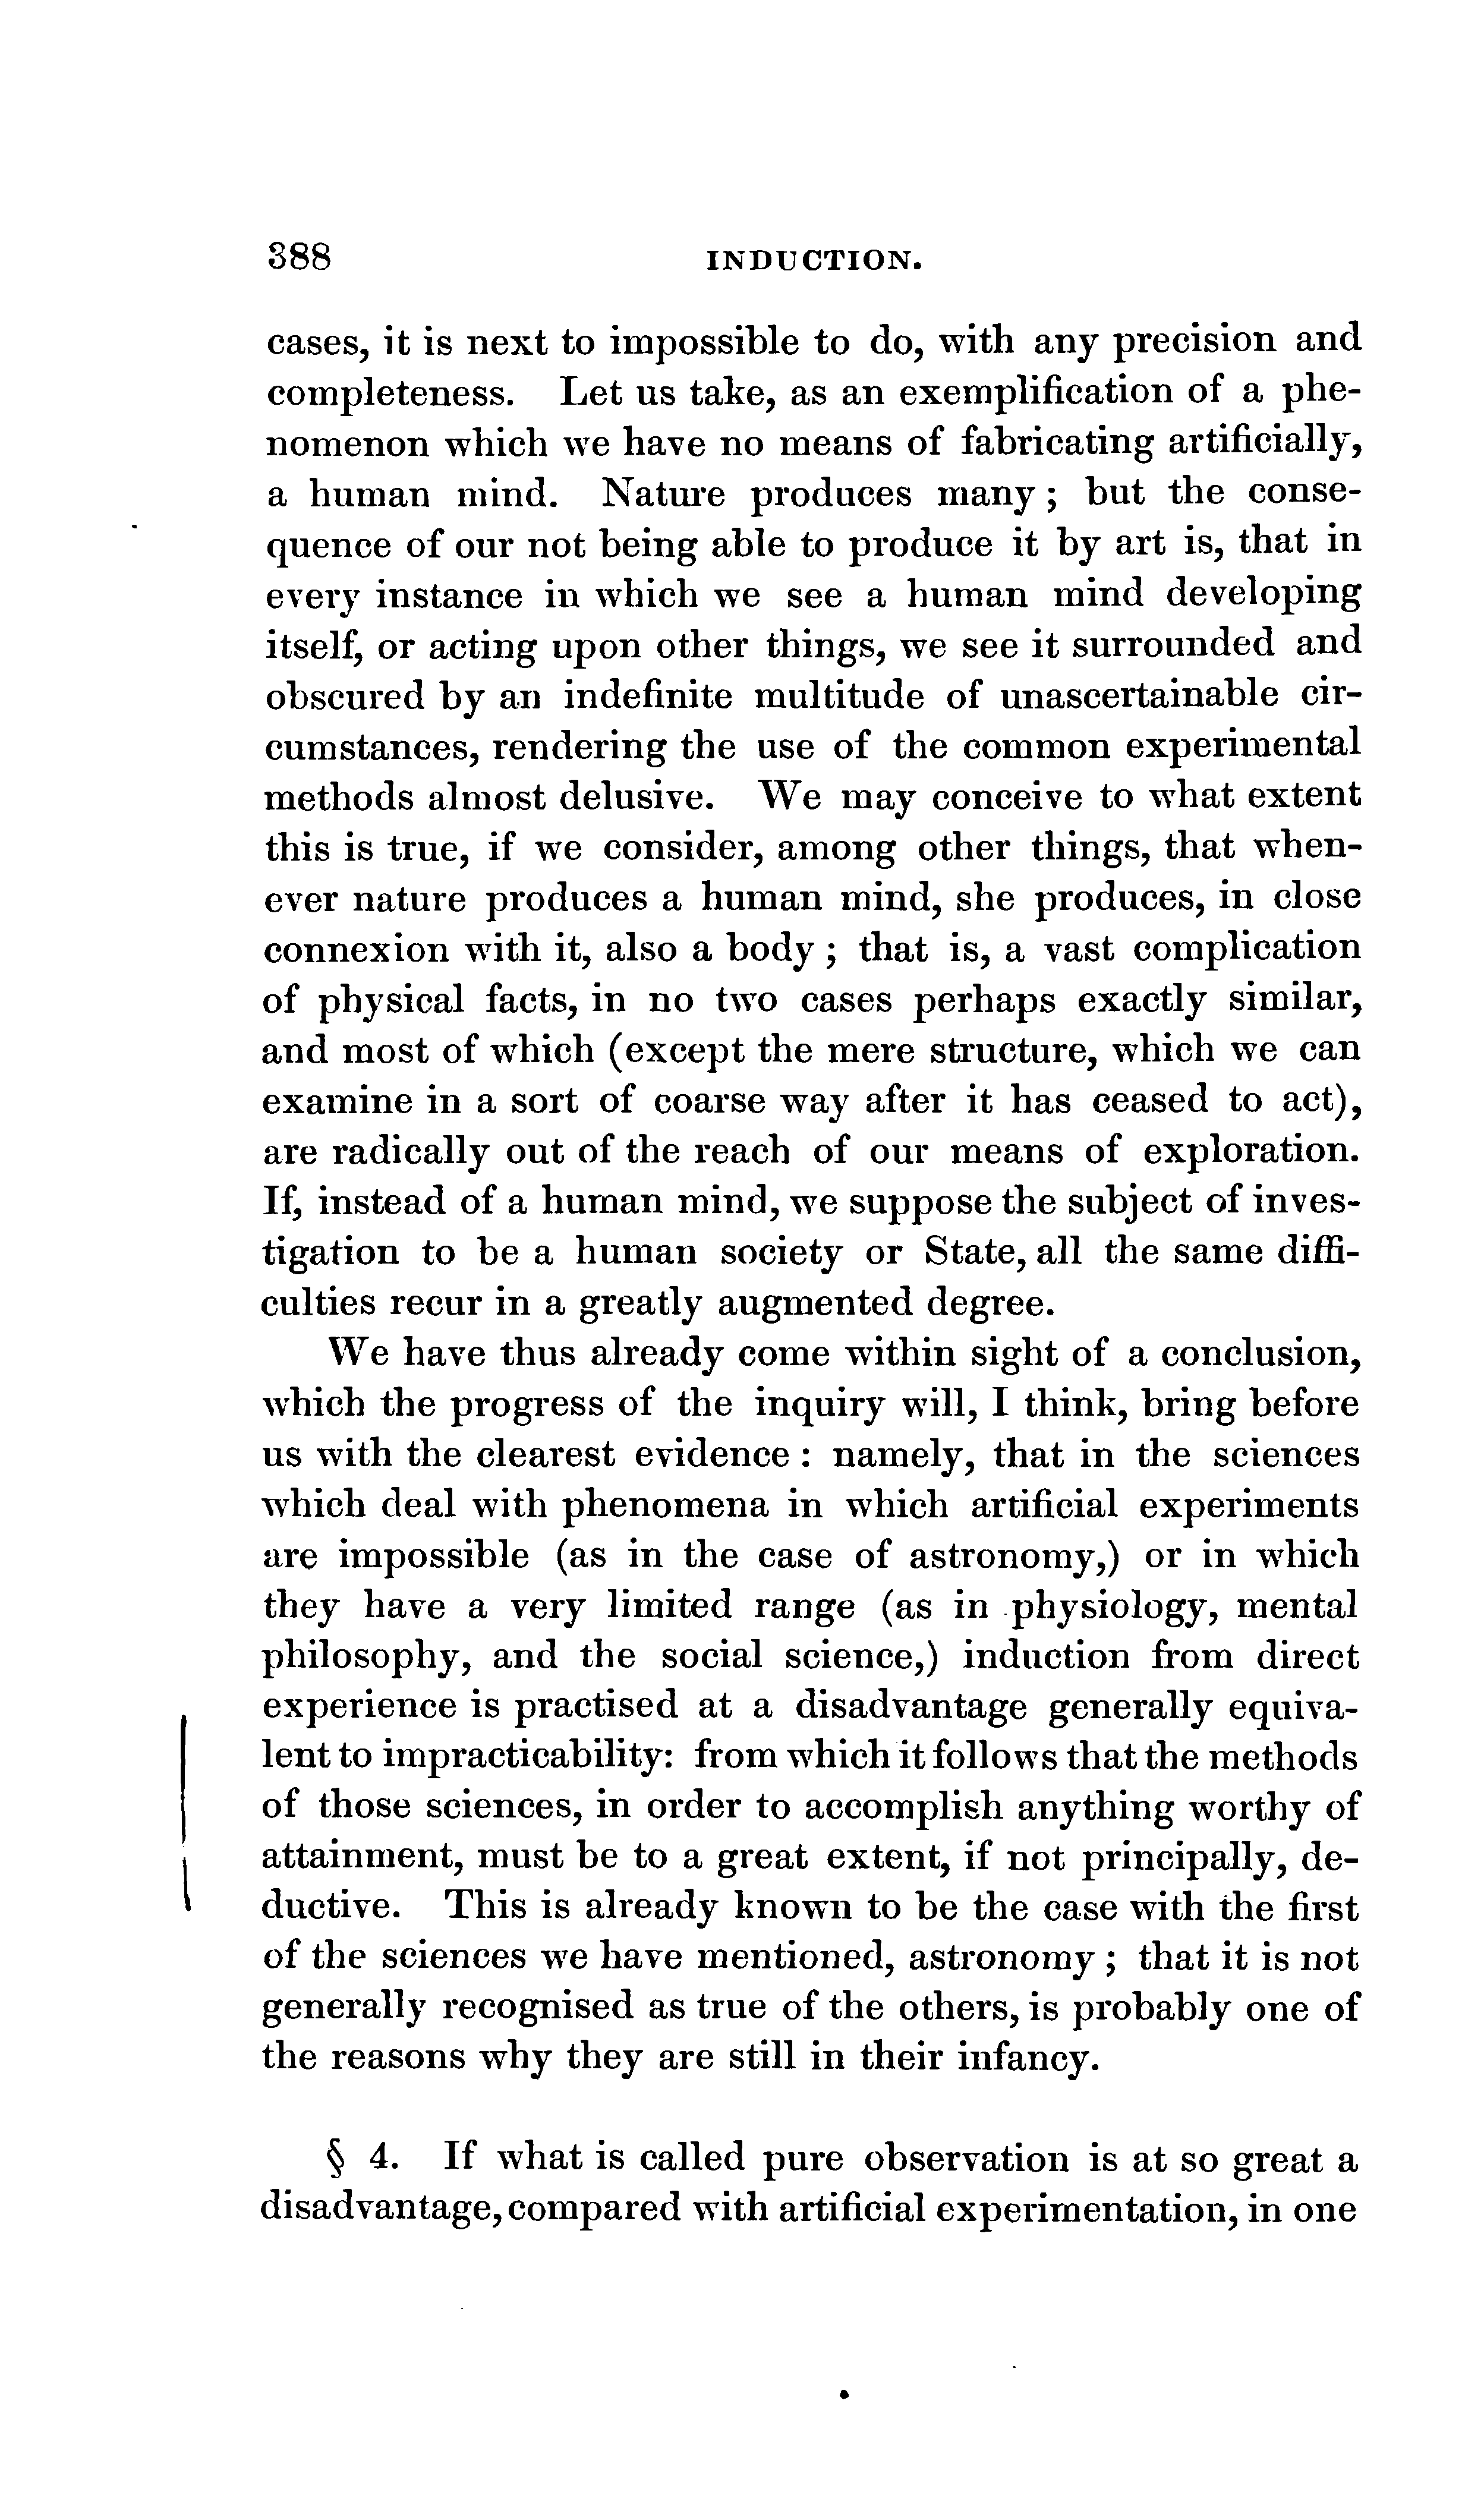 388 INDUCTION.
cases, it is next to impossible to do, with any precision and
completeness. Let us take, as an exemplification of a phe-
nomenon which we have no means of fabricating artificially,
a human mind. Nature produces many ; but the conse-
quence of our not being able to produce it by art is, that in
every instance in which we see a human mind developing
itself, or acting upon other things, we see it surrounded and
obscured by an indefinite multitude of unascertainable cir-
cumstances, rendering the use of the common experimental
methods almost delusive. We may conceive to what extent
this is true, if we consider, among other things, that when-
ever nature produces a human mind, she produces, in close
connexion with it, also a body ; that is, a vast complication
of physical facts, in no two cases perhaps exactly similar,
and most of which (except the mere structure, which we can
examine in a sort of coarse way after it has ceased to act),
are radically out of the reach of our means of exploration.
If, instead of a human mind, we suppose the subject of inves-
tigation to be a human society or State, all the same diffi-
culties recur in a greatly augmented degree.
We have thus already come within sight of a conclusion,
which the progress of the inquiry will, I think, bring before
us with the clearest evidence : namely, that in the sciences
which deal with phenomena in which artificial experiments
are impossible (as in the case of astronomy,) or in which
they have a very limited range (as in physiology, mental
philosophy, and the social science,) induction from direct
experience is practised at a disadvantage generally equiva-
lent to impracticability: from which it follows that the methods
of those sciences, in order to accomplish anything worthy of
attainment, must be to a great extent, if not principally, de-
ductive. This is already known to be the case with the first
of the sciences we have mentioned, astronomy ; that it is not
generally recognised as true of the others, is probably one of
the reasons why they are still in their infancy.
§ 4. If what is called pure observation is at so great a
disadvantage, compared with artificial experimentation, in one